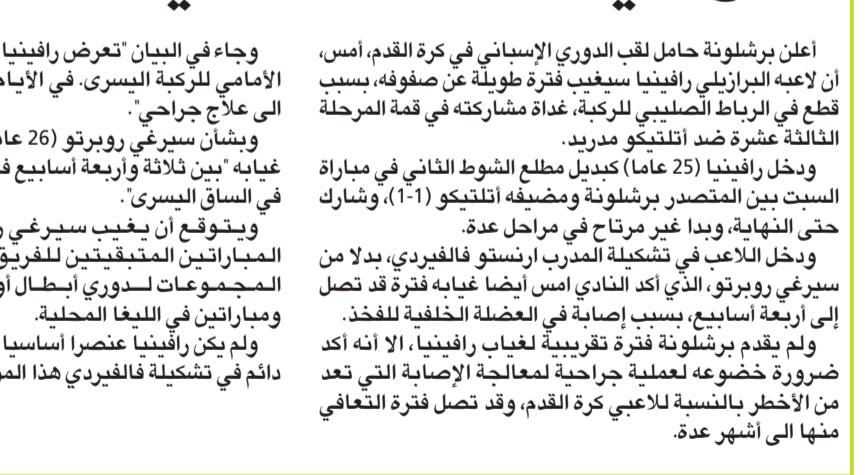 أعلن برشلونة حامل لقب الدوري الإسباني في كرة القدم، أمس،
أن لاعبه البرازيلي رافينيا سيغيب فترة طويلة عن صفوفه، بسبب
قطع في الرباط الصليبي للركبة، غداة مشاركته في قمة المرحلة
الثالثة عشرة ضد أتلتيكو مدريد.
ودخل رافينيا (25 عاما) كبديل مطلع الشوط الثاني في مباراة
السبت بين المتصدر برشلونة ومضيفه أتلتيكو (1-1)، وشارك
حتى النهاية، وبدا غير مرتاح في مراحل عدة.
ودخل اللاعب في تشكيلة المدرب ارنستو فالفيردي، بدلا من
سيرغي روبرتو، الذي أكد النادي امس أيضا غيابه فترة قد تصل
إلى أربعة أسابيع، بسبب إصابة في العضلة الخلفية للفخذ.
ولم يقدم برشلونة فترة تقريبية لغياب رافينيا، الا أنه أكد
ضرورة خضوعه لعملية جراحية لمعالجة الإصابة التي تعد
من الأخطر بالنسبة للاعبي كرة القدم، وقد تصل فترة التعافي
منها الى أشهر عدة.
وجاء في البيان "تعرض رافينيا
الأمامي للركبة اليسرى. في
الى علاج جراحي".
وبشأن سيرغي روبرتو (26
غيابه "بين ثلاثة وأربعة أسابيع
في الساق اليسرى".
ويتوقع أن يغيب سيرغي
المباراتين المتبقيتين للفريق
المجموعات لدوري أبطال
ومباراتين في الليغا المحلية.
ولم يكن رافينيا عنصرا أساسيا
دائم في تشكيلة فالفيردي هذا